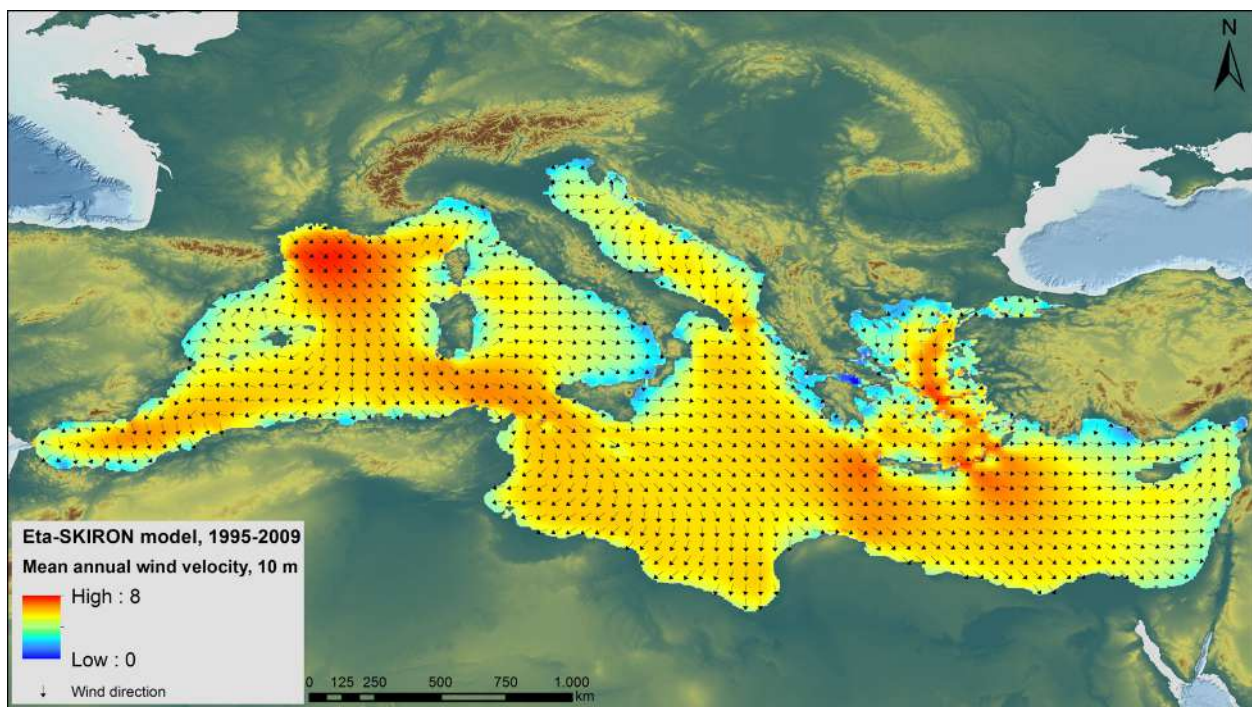 N
Eta-SKIRON model, 1995-2009
Mean annual wind velocity, 10 m
High : 8
Low : 0
Wind direction
0 125 250 500 750 1.000
km